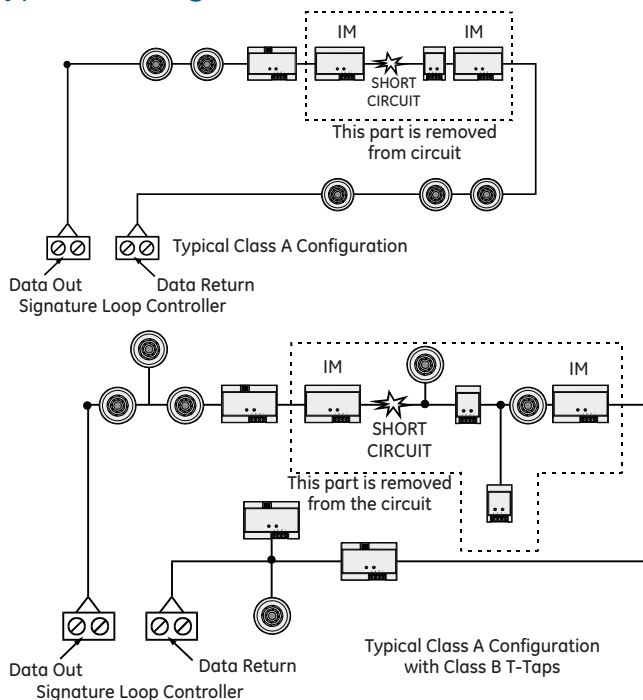 IM
IM
SHORT
CIRCUIT
This part is removed
from circuit
Typical Class A Configuration
Data Out
Data Return
Signature Loop Controller
IM
IM
SHORT
CIRCUIT
This part is removed
from the circuit
Typical Class A Configuration
with Class B T-Taps
Data Out
Data Return
Signature Loop Controller